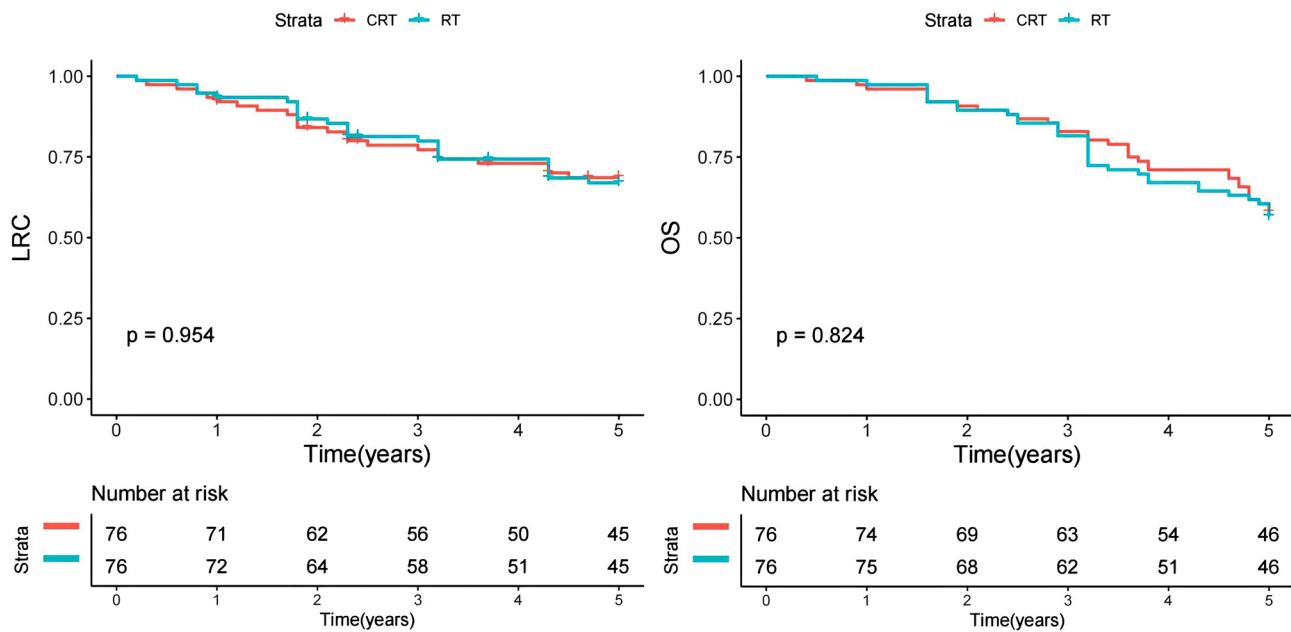 Strata CRT RT
LRC
1.00
0.75
0.50
0.25
0.00
p = 0.954
0 1 2 3 4 5
Time(years)
Number at risk
Strata
76 71 62 56 50 45
76 72 64 58 51 45
0 1 2 3 4 5
Time(years)
Strata CRT RT
OS
1.00
0.75
0.50
0.25
0.00
p = 0.824
0 1 2 3 4 5
Time(years)
Number at risk
Strata
76 74 69 63 54 46
76 75 68 62 51 46
0 1 2 3 4 5
Time(years)